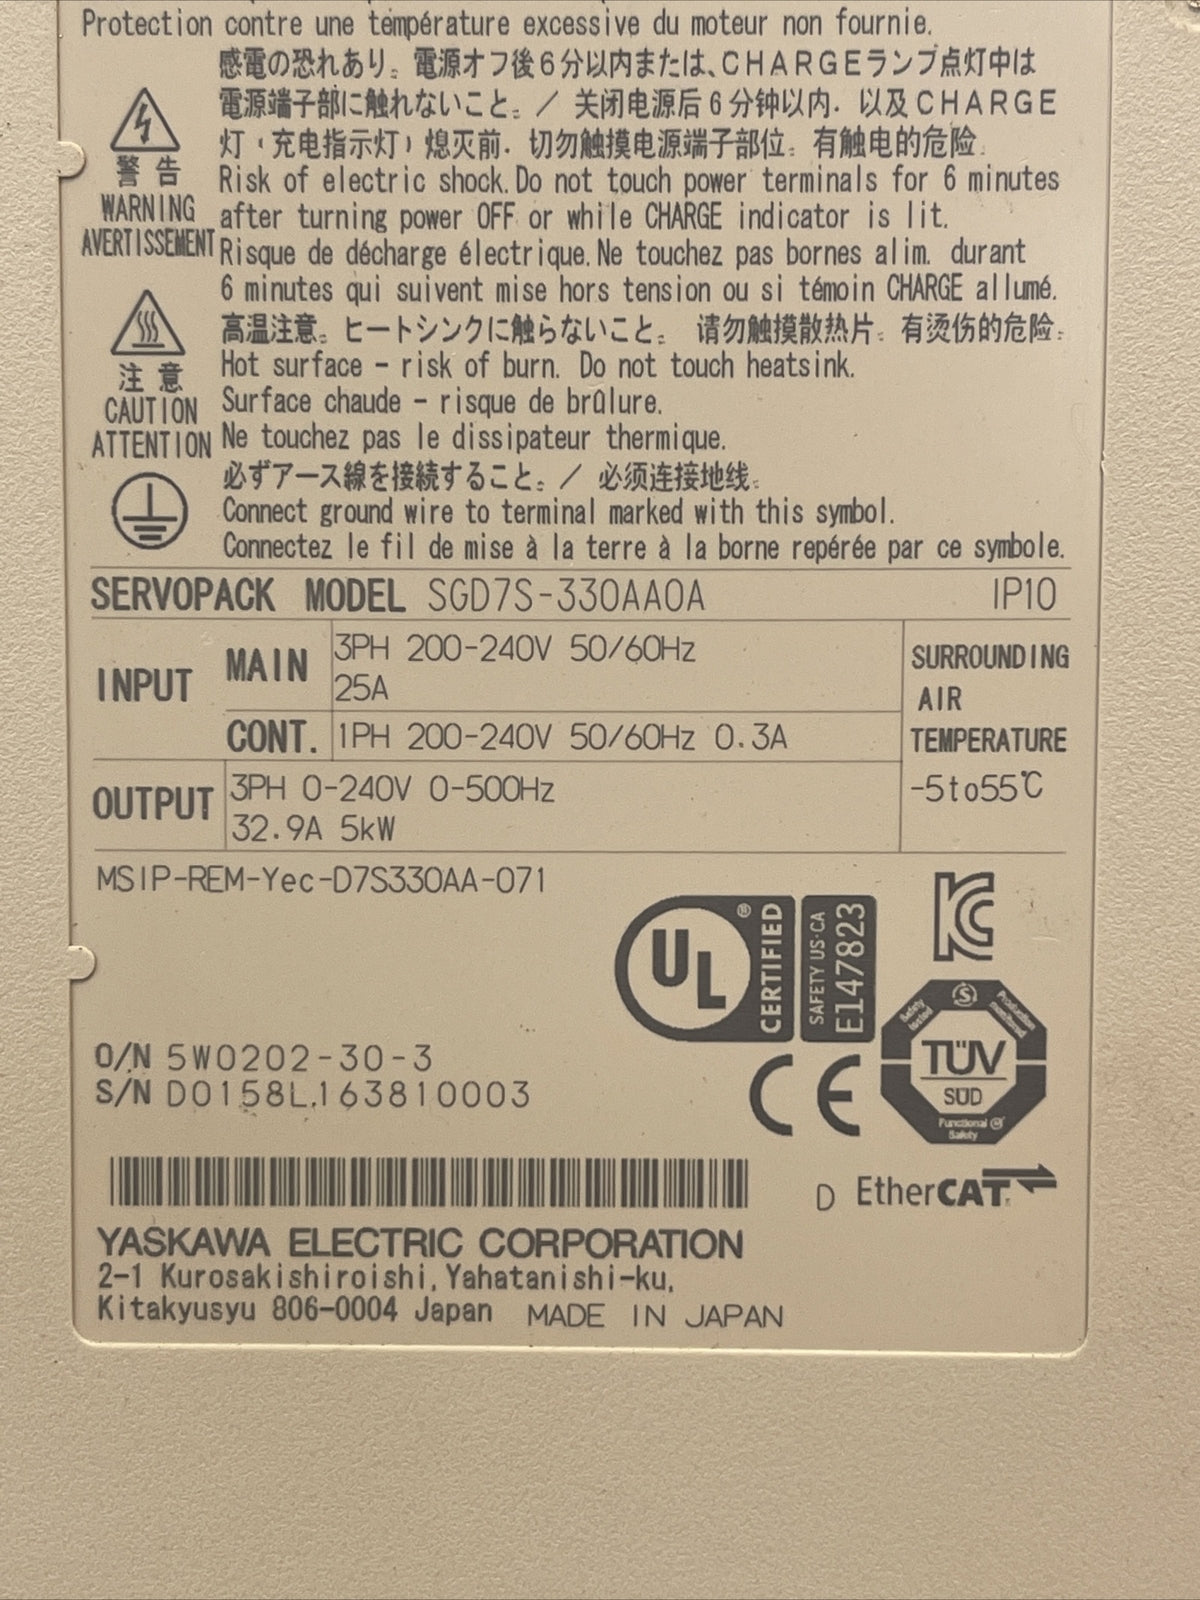 Protection contre une température excessive du moteur non fournie.
感電の恐れあり。電源オフ後6分以内または、CHARGEランプ点灯中は
電源端子部に触れないこと。/ 关闭电源后6分钟以内. 以及CHARGE
灯(充电指示灯)熄灭前. 切勿触摸电源端子部位。有触电的危险.
警告
WARNING
AVERTISSEMENT
Risk of electric shock. Do not touch power terminals for 6 minutes
after turning power OFF or while CHARGE indicator is lit.
Risque de décharge électrique. Ne touchez pas bornes alim. durant
6 minutes qui suivent mise hors tension ou si témoin CHARGE allumé.
注意
CAUTION
ATTENTION
高温注意。ヒートシンクに触らないこと。 请勿触摸散热片。有烫伤的危险。
Hot surface - risk of burn. Do not touch heatsink.
Surface chaude - risque de brûlure.
Ne touchez pas le dissipateur thermique.
必ずアース線を接続すること。/ 必须连接地线。
Connect ground wire to terminal marked with this symbol.
Connectez le fil de mise à la terre à la borne repérée par ce symbole.
SERVOPACK MODEL SGD7S-330AA0A IP10
INPUT
MAIN 3PH 200-240V 50/60Hz
25A
CONT. 1PH 200-240V 50/60Hz 0.3A
OUTPUT 3PH 0-240V 0-500Hz
32.9A 5kW
SURROUNDING
AIR
TEMPERATURE
-5to55℃
MSIP-REM-Yec-D7S330AA-071
UL® CERTIFIED
SAFETY US·CA
E147823
KC
Safety tested
Production monitored
TÜV
SÜD
Functional Safety
CE
O/N 5W0202-30-3
S/N D0158L163810003
D EtherCAT
YASKAWA ELECTRIC CORPORATION
2-1 Kurosakishiroishi, Yahatanishi-ku,
Kitakyusyu 806-0004 Japan MADE IN JAPAN